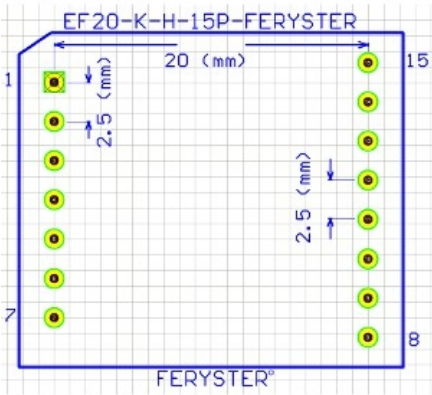 EF20-K-H-15P-FERYSTER
20 (mm)
1
15
2.5 (mm)
2.5 (mm)
7
8
FERYSTER®